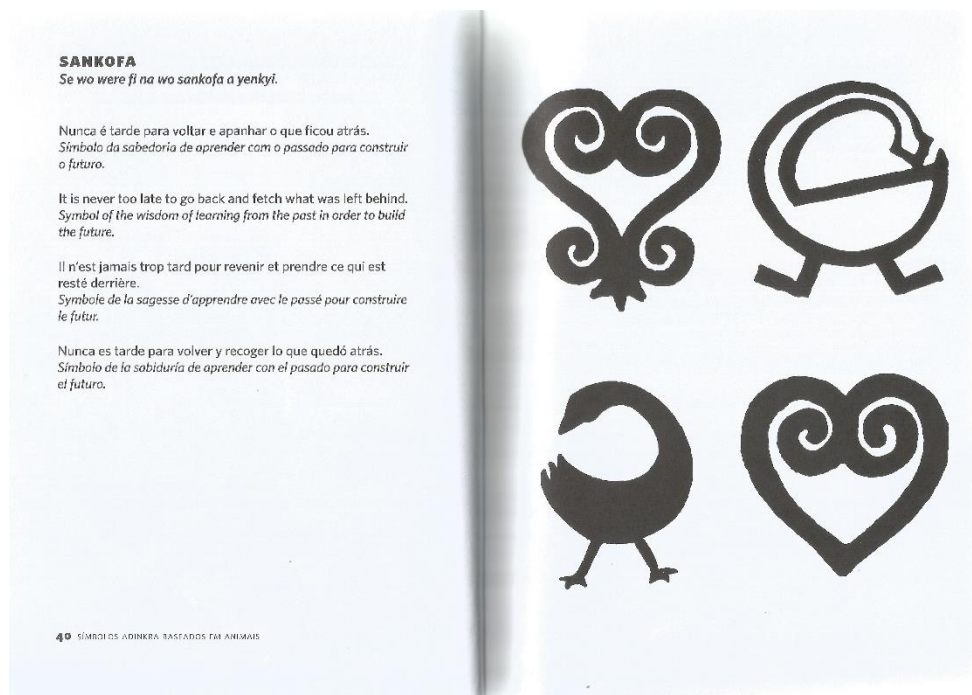 SANKOFA
Se wo were fi na wo sankofa a yenkyi.
Nunca é tarde para voltar e apanhar o que ficou atrás.
Símbolo da sabedoria de aprender com o passado para construir
o futuro.
It is never too late to go back and fetch what was left behind.
Symbol of the wisdom of learning from the past in order to build
the future.
Il n'est jamais trop tard pour revenir et prendre ce qui est
resté derrière.
Symbole de la sagesse d'apprendre avec le passé pour construire
le futur.
Nunca es tarde para volver y recoger lo que quedó atrás.
Símbolo de la sabiduría de aprender con el pasado para construir
el futuro.
40 SÍMBOLOS ADINKRA BASEADOS EM ANIMAIS